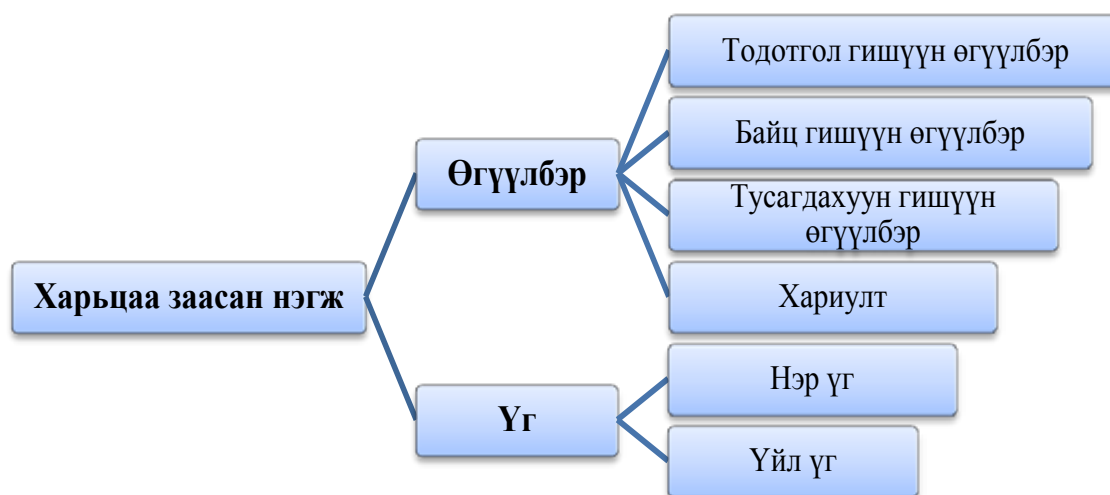 Тодотгол гишүүн өгүүлбэр
Байц гишүүн өгүүлбэр
Өгүүлбэр
Тусагдахуун гишүүн
өгүүлбэр
Харьцаа заасан нэгж
Хариулт
Нэр үг
Үг
Үйл үг